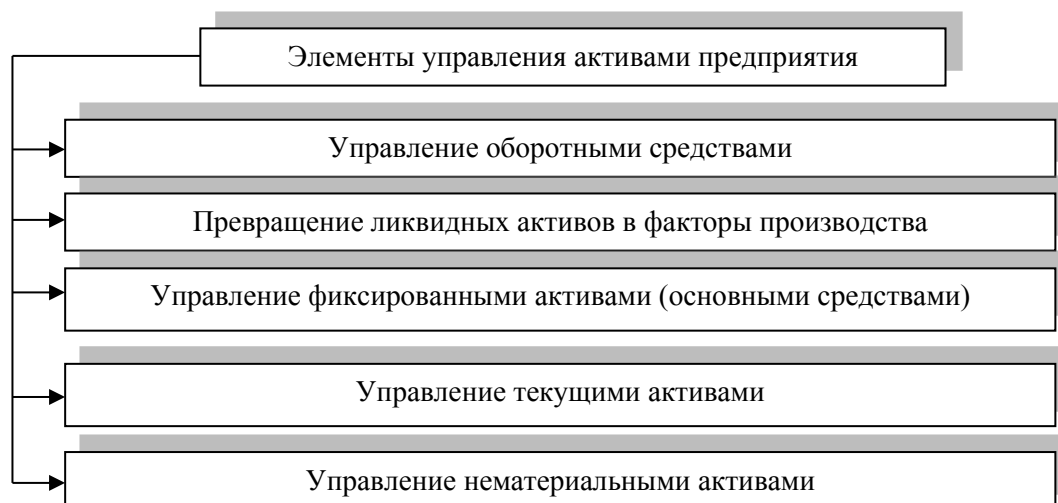 Элементы управления активами предприятия
Управление оборотными средствами
Превращение ликвидных активов в факторы производства
Управление фиксированными активами (основными средствами)
Управление текущими активами
Управление нематериальными активами